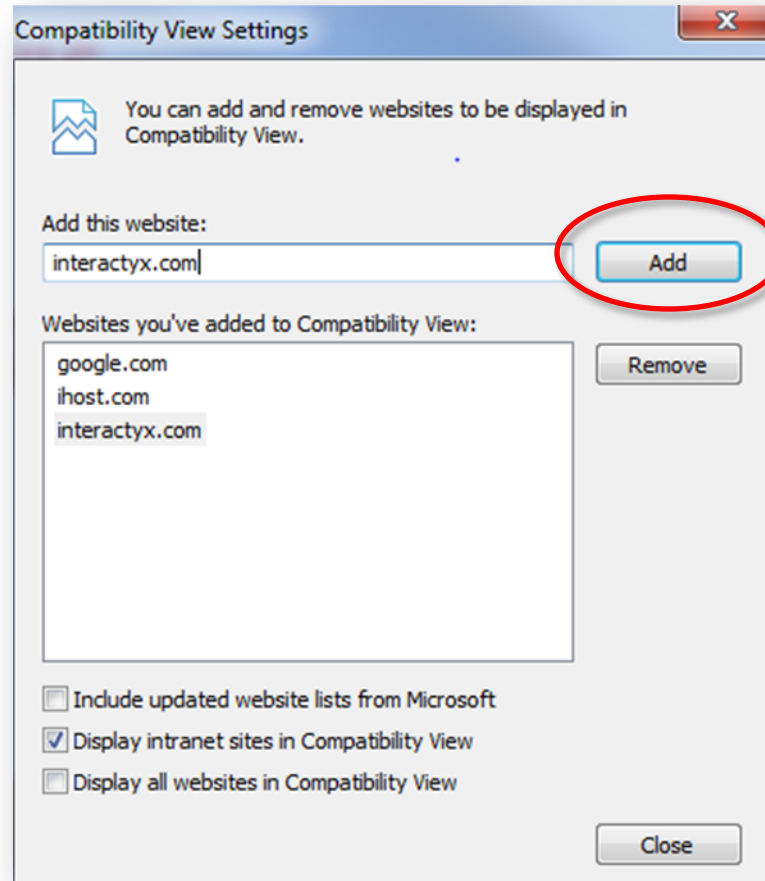 Compatibility View Settings
You can add and remove websites to be displayed in
Compatibility View.
Add this website:
interactyx.com
Add
Websites you've added to Compatibility View:
google.com
Remove
ihost.com
interactyx.com
Include updated website lists from Microsoft
Display intranet sites in Compatibility View
Display all websites in Compatibility View
Close